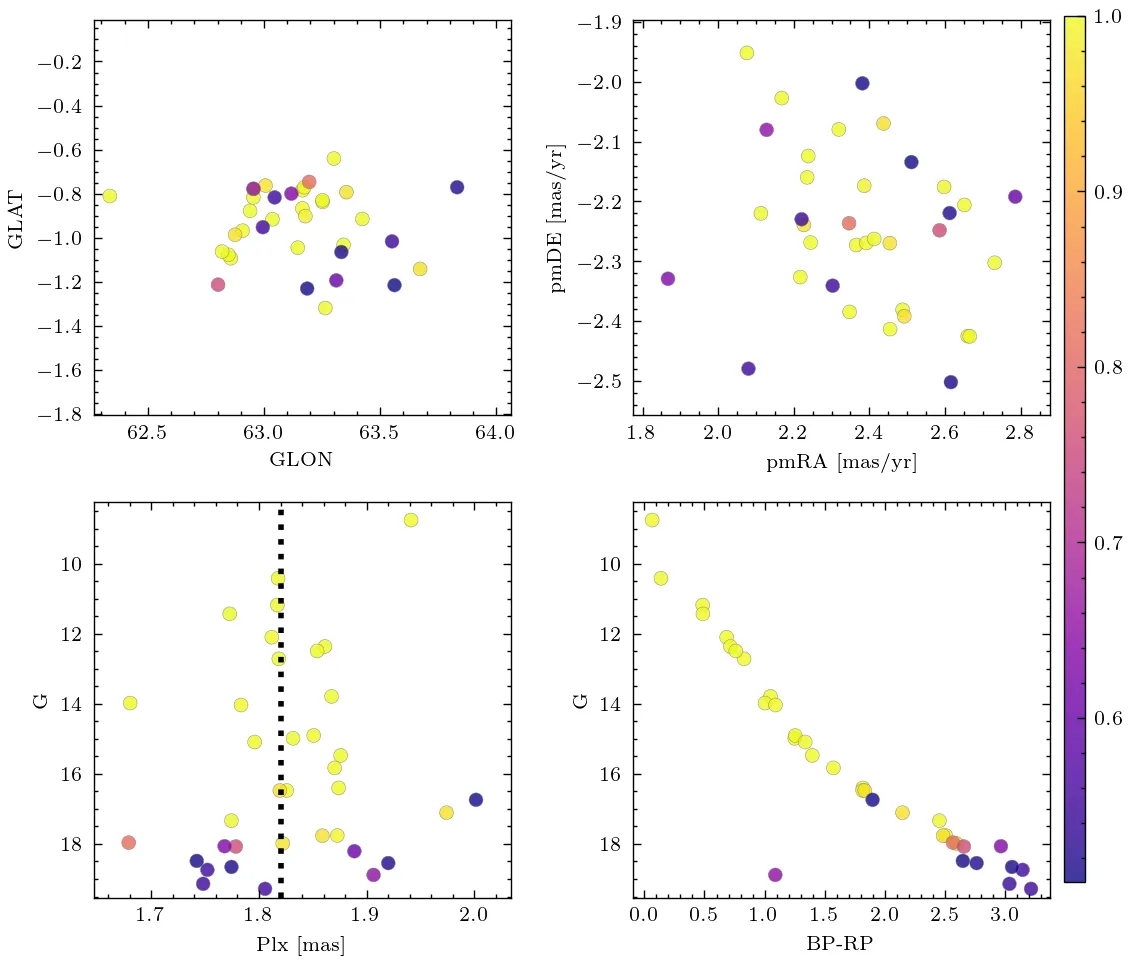 −0.2
−0.4
−0.6
−0.8
−1.0
−1.2
−1.4
−1.6
−1.8
GLAT
62.5 63.0 63.5 64.0
GLON
−1.9
−2.0
−2.1
−2.2
−2.3
−2.4
−2.5
pmDE [mas/yr]
1.8 2.0 2.2 2.4 2.6 2.8
pmRA [mas/yr]
10
12
14
16
18
G
1.7 1.8 1.9 2.0
Plx [mas]
10
12
14
16
18
G
0.0 0.5 1.0 1.5 2.0 2.5 3.0
BP-RP
1.0
0.9
0.8
0.7
0.6